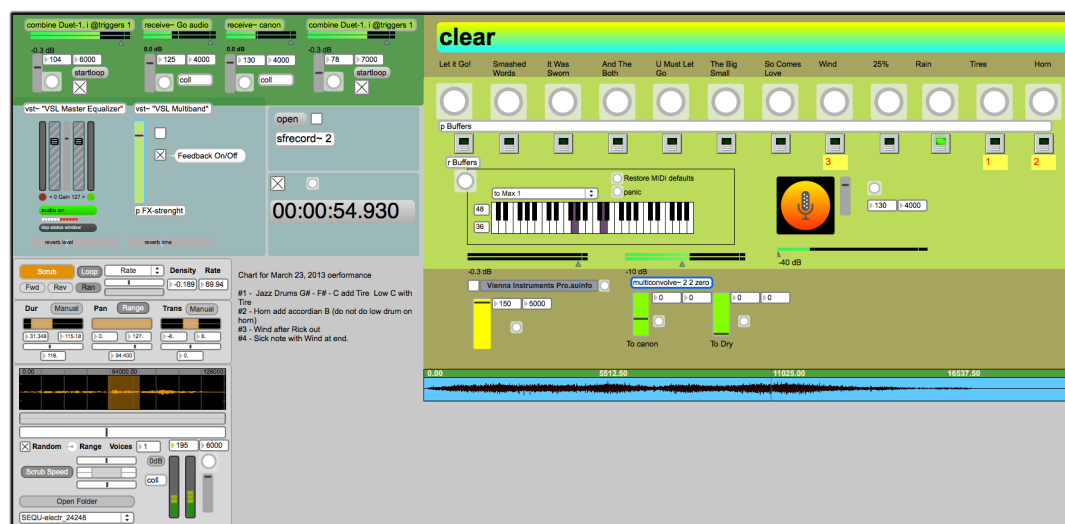 combine Duet-1. i @triggers 1
receive~ Go audio
receive~ canon
combine Duet-1. i @triggers 1
-0.3 dB
0.0 dB
0.0 dB
-0.3 dB
104
6000
125
4000
130
4000
78
7000
startloop
coll
coll
startloop
clear
Let it Go!
Smashed Words
It Was Sworn
And The Both
U Must Let Go
The Big Small
So Comes Love
Wind
25%
Rain
Tires
Horn
p Buffers
3
1
2
r Buffers
vst~ "VSL Master Equalizer"
vst~ "VSL Multiband"
Feedback On/Off
< 0 Gain 127 >
audio on
dsp status window
p FX-strenght
reverb level
reverb time
open
sfrecord~ 2
00:00:54.930
Restore MIDI defaults
to Max 1
panic
48
36
130
4000
-0.3 dB
-10 dB
-40 dB
Vienna Instruments Pro.auinfo
multiconvolve~ 2 2 zero
150
5000
0
0
0
0
To canon
To Dry
Scrub
Loop
Rate
Density
Rate
Fwd
Rev
Ran
-0.189
69.94
Dur
Manual
Pan
Range
Trans
Manual
31.348
115.18
0.
127.
-6.
6.
118.
94.400
0.
Chart for March 23, 2013 oerformance
#1 - Jazz Drums G# - F# - C add Tire Low C with
Tire
#2 - Horn add accordian B (do not do low drum on
horn)
#3 - Wind after Rick out
#4 - Sick note with Wind at end.
0.00
64000.00
128000
0.00
5512.50
11025.00
16537.50
Random
Range
Voices
1
195
6000
0dB
Scrub Speed
coll
Open Folder
SEQU-electr_24248